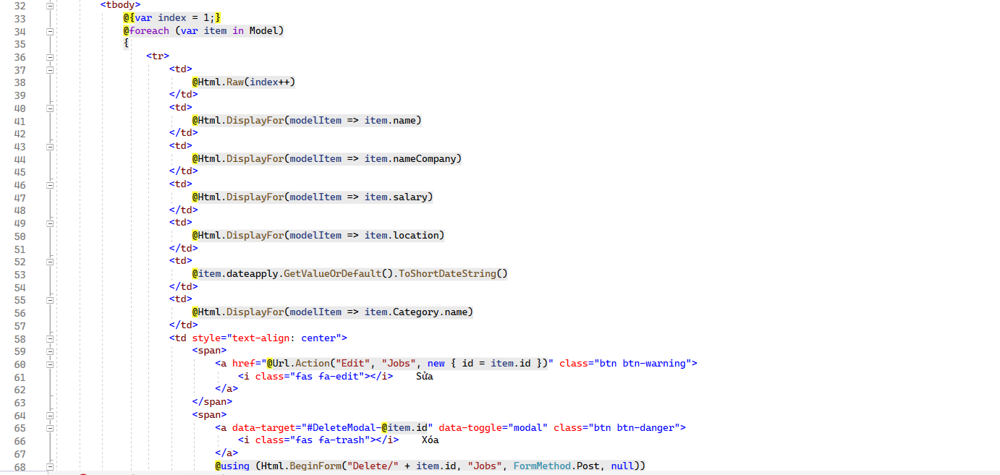 32 <tbody>
33 @{var index = 1;}
34 @foreach (var item in Model)
35 {
36 <tr>
37 <td>
38 @Html.Raw(index++)
39 </td>
40 <td>
41 @Html.DisplayFor(modelItem => item.name)
42 </td>
43 <td>
44 @Html.DisplayFor(modelItem => item.nameCompany)
45 </td>
46 <td>
47 @Html.DisplayFor(modelItem => item.salary)
48 </td>
49 <td>
50 @Html.DisplayFor(modelItem => item.location)
51 </td>
52 <td>
53 @item.dateapply.GetValueOrDefault().ToShortDateString()
54 </td>
55 <td>
56 @Html.DisplayFor(modelItem => item.Category.name)
57 </td>
58 <td style="text-align: center">
59 <span>
60 <a href="@Url.Action("Edit", "Jobs", new { id = item.id })" class="btn btn-warning">
61 <i class="fas fa-edit"></i> Sửa
62 </a>
63 </span>
64 <span>
65 <a data-target="#DeleteModal-@item.id" data-toggle="modal" class="btn btn-danger">
66 <i class="fas fa-trash"></i> Xóa
67 </a>
68 @using (Html.BeginForm("Delete/" + item.id, "Jobs", FormMethod.Post, null))